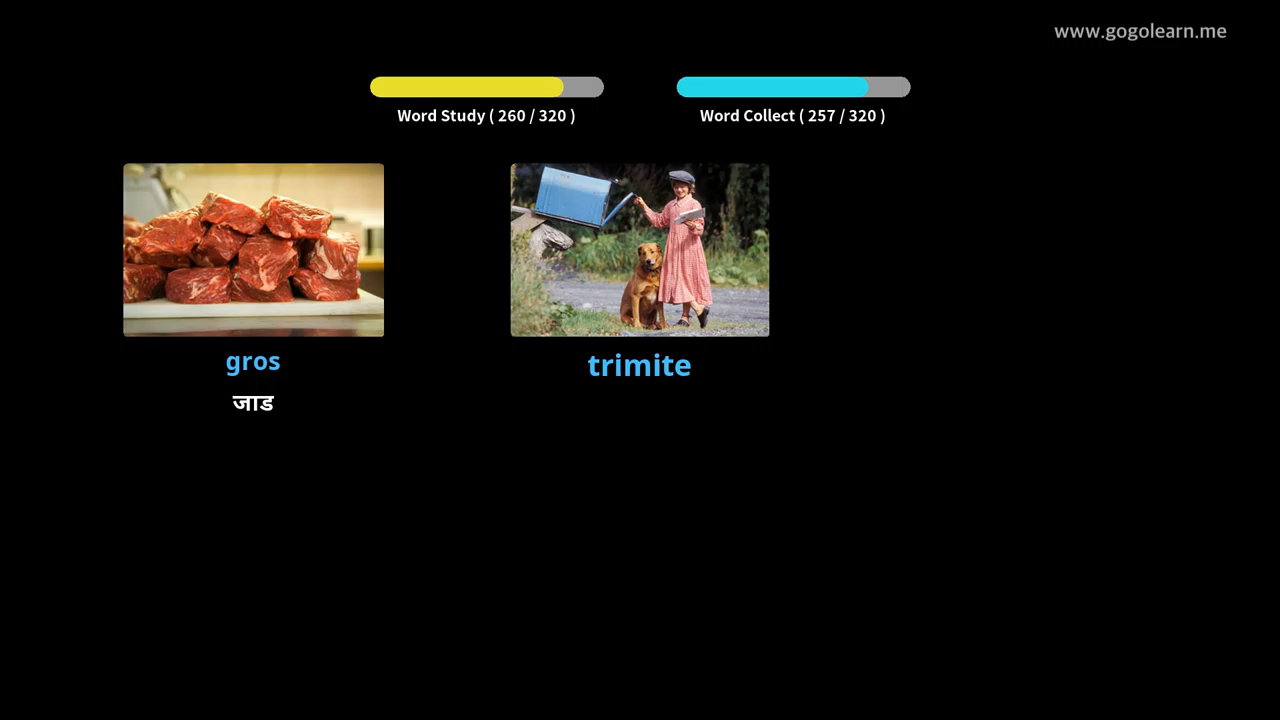 www.gogolearn.me
Word Study ( 260 / 320 )
Word Collect ( 257 / 320 )
gros
जाड
trimite